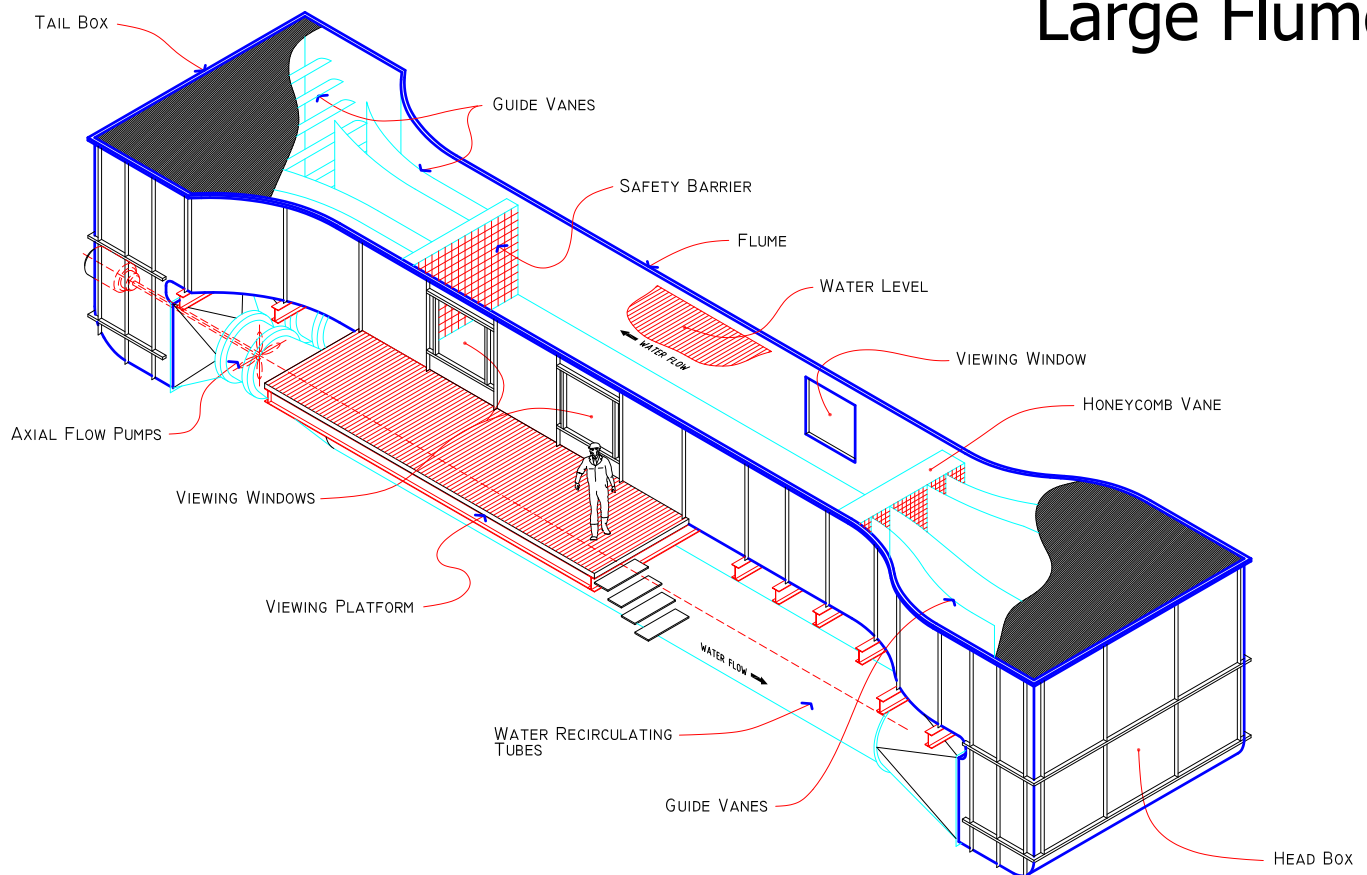 Large Flume
TAIL BOX
GUIDE VANES
SAFETY BARRIER
FLUME
WATER LEVEL
WATER FLOW
VIEWING WINDOW
HONEYCOMB VANE
AXIAL FLOW PUMPS
VIEWING WINDOWS
VIEWING PLATFORM
WATER FLOW
WATER RECIRCULATING
TUBES
GUIDE VANES
HEAD BOX